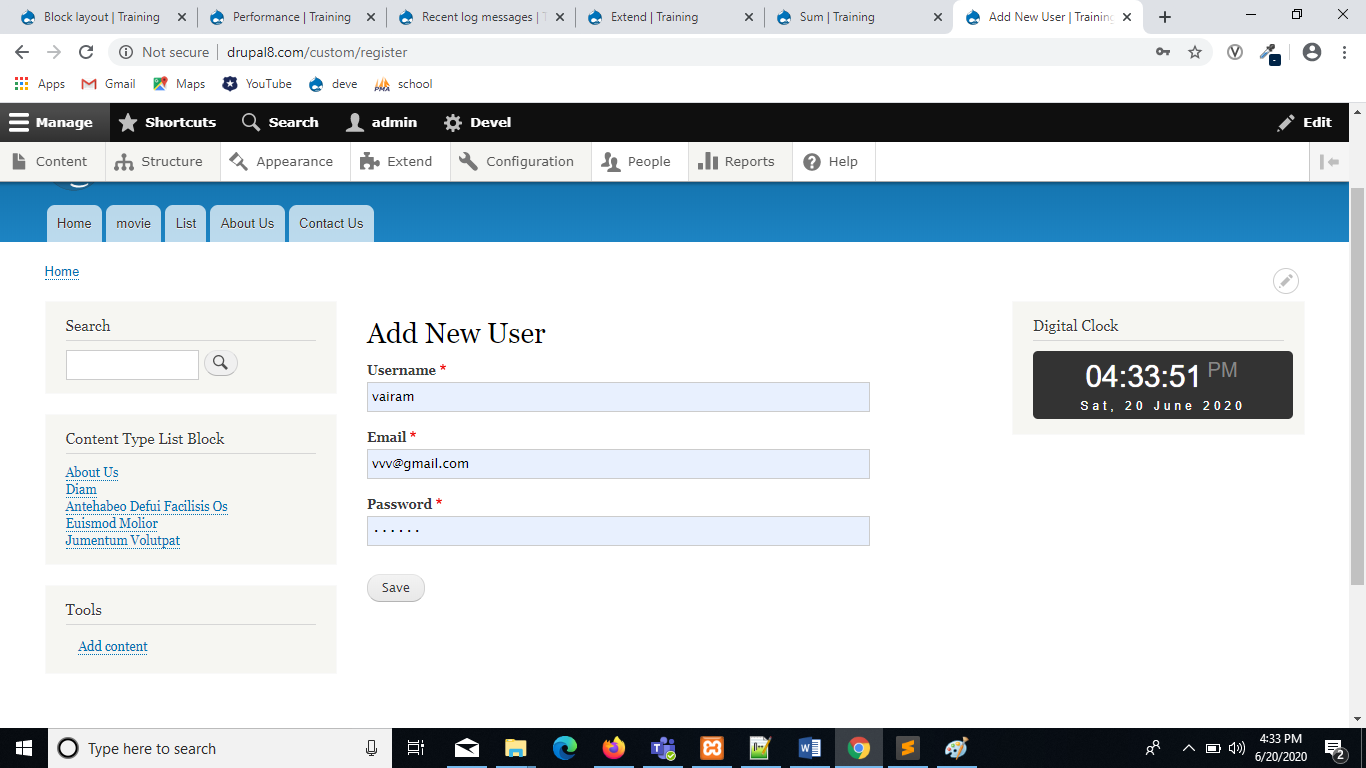 Block layout | Training
Performance | Training
Recent log messages | T
Extend | Training
Sum | Training
Add New User | Training
Not secure | drupal8.com/custom/register
Apps
Gmail
Maps
YouTube
deve
school
Manage
Shortcuts
Search
admin
Devel
Edit
Content
Structure
Appearance
Extend
Configuration
People
Reports
Help
Home
movie
List
About Us
Contact Us
Home
Search
Content Type List Block
About Us
Diam
Antehabeo Defui Facilisis Os
Euismod Molior
Jumentum Volutpat
Tools
Add content
Add New User
Username *
vairam
Email *
vvv@gmail.com
Password *
······
Save
Digital Clock
04:33:51 PM
Sat, 20 June 2020
Type here to search
4:33 PM
6/20/2020
2